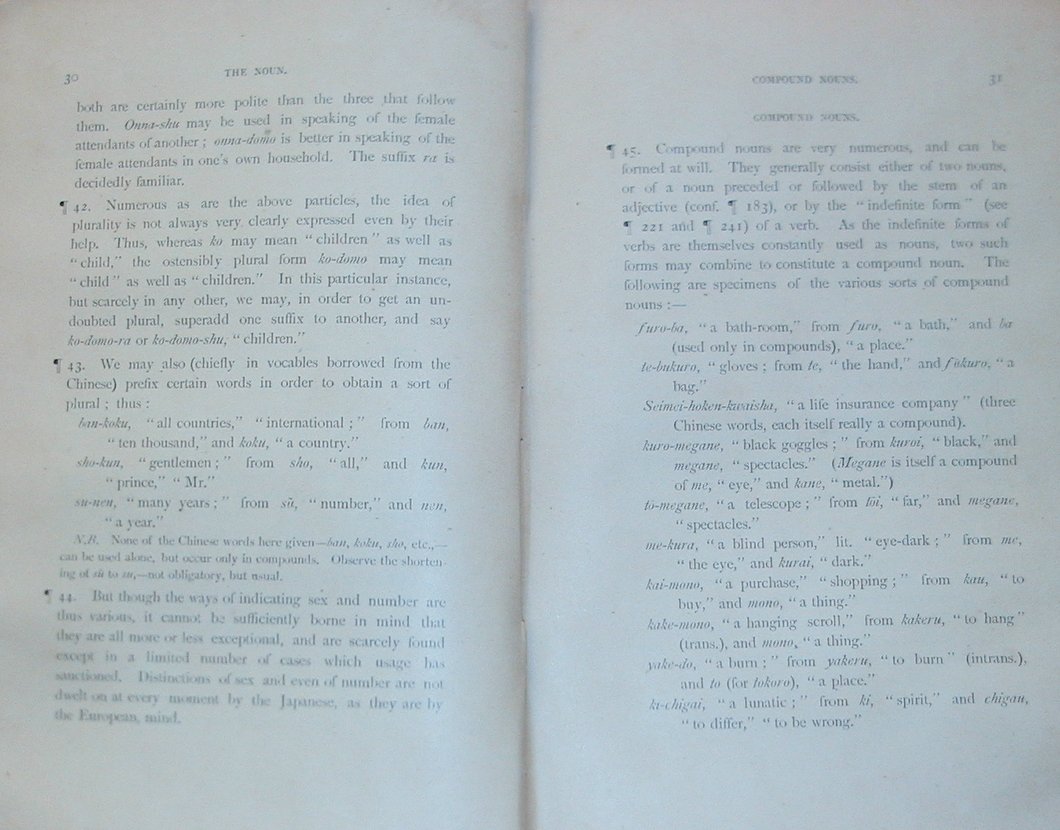 30
THE NOUN.
both are certainly more polite than the three that follow
them. Onna-shu may be used in speaking of the female
attendants of another ; onna-domo is better in speaking of the
female attendants in one's own household. The suffix ra is
decidedly familiar.
¶ 42. Numerous as are the above particles, the idea of
plurality is not always very clearly expressed even by their
help. Thus, whereas ko may mean “ children ” as well as
“ child,” the ostensibly plural form ko-domo may mean
“ child ” as well as “ children.” In this particular instance,
but scarcely in any other, we may, in order to get an un-
doubted plural, superadd one suffix to another, and say
ko-domo-ra or ko-domo-shu, “ children.”
¶ 43. We may also (chiefly in vocables borrowed from the
Chinese) prefix certain words in order to obtain a sort of
plural ; thus :
ban-koku, “ all countries,” “ international ; ” from ban,
“ ten thousand,” and koku, “ a country.”
sho-kun, “ gentlemen ; ” from sho, “ all,” and kun,
“ prince,” “ Mr.”
su-nen, “ many years ; ” from sū, “ number,” and nen,
“ a year.”
N.B. None of the Chinese words here given—ban, koku, sho, etc.,—
can be used alone, but occur only in compounds. Observe the shorten-
ing of sū to su,—not obligatory, but usual.
¶ 44. But though the ways of indicating sex and number are
thus various, it cannot be sufficiently borne in mind that
they are all more or less exceptional, and are scarcely found
except in a limited number of cases which usage has
sanctioned. Distinctions of sex and even of number are not
dwelt on at every moment by the Japanese, as they are by
the European mind.
COMPOUND NOUNS.
31
COMPOUND NOUNS.
¶ 45. Compound nouns are very numerous, and can be
formed at will. They generally consist either of two nouns,
or of a noun preceded or followed by the stem of an
adjective (conf. ¶ 183), or by the “ indefinite form ” (see
¶ 221 and ¶ 241) of a verb. As the indefinite forms of
verbs are themselves constantly used as nouns, two such
forms may combine to constitute a compound noun. The
following are specimens of the various sorts of compound
nouns :—
furo-ba, “ a bath-room,” from furo, “ a bath,” and ba
(used only in compounds), “ a place.”
te-bukuro, “ gloves ; from te, “ the hand,” and fukuro, “ a
bag.”
Seimei-hoken-kwaisha, “ a life insurance company ” (three
Chinese words, each itself really a compound).
kuro-megane, “ black goggles ; ” from kuroi, “ black,” and
megane, “ spectacles.” (Megane is itself a compound
of me, “ eye,” and kane, “ metal.”)
tō-megane, “ a telescope ; ” from tōi, “ far,” and megane,
“ spectacles.”
me-kura, “ a blind person,” lit. “ eye-dark ; ” from me,
“ the eye,” and kurai, “ dark.”
kai-mono, “ a purchase,” “ shopping ; ” from kau, “ to
buy,” and mono, “ a thing.”
kake-mono, “ a hanging scroll,” from kakeru, “ to hang ”
(trans.), and mono, “ a thing.”
yake-do, “ a burn ; ” from yakeru, “ to burn ” (intrans.),
and to (for tokoro), “ a place.”
ki-chigai, “ a lunatic ; ” from ki, “ spirit,” and chigau,
“ to differ,” “ to be wrong.”